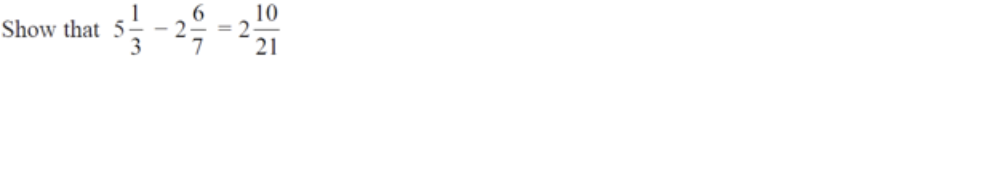 Show that 5 1/3 − 2 6/7 = 2 10/21